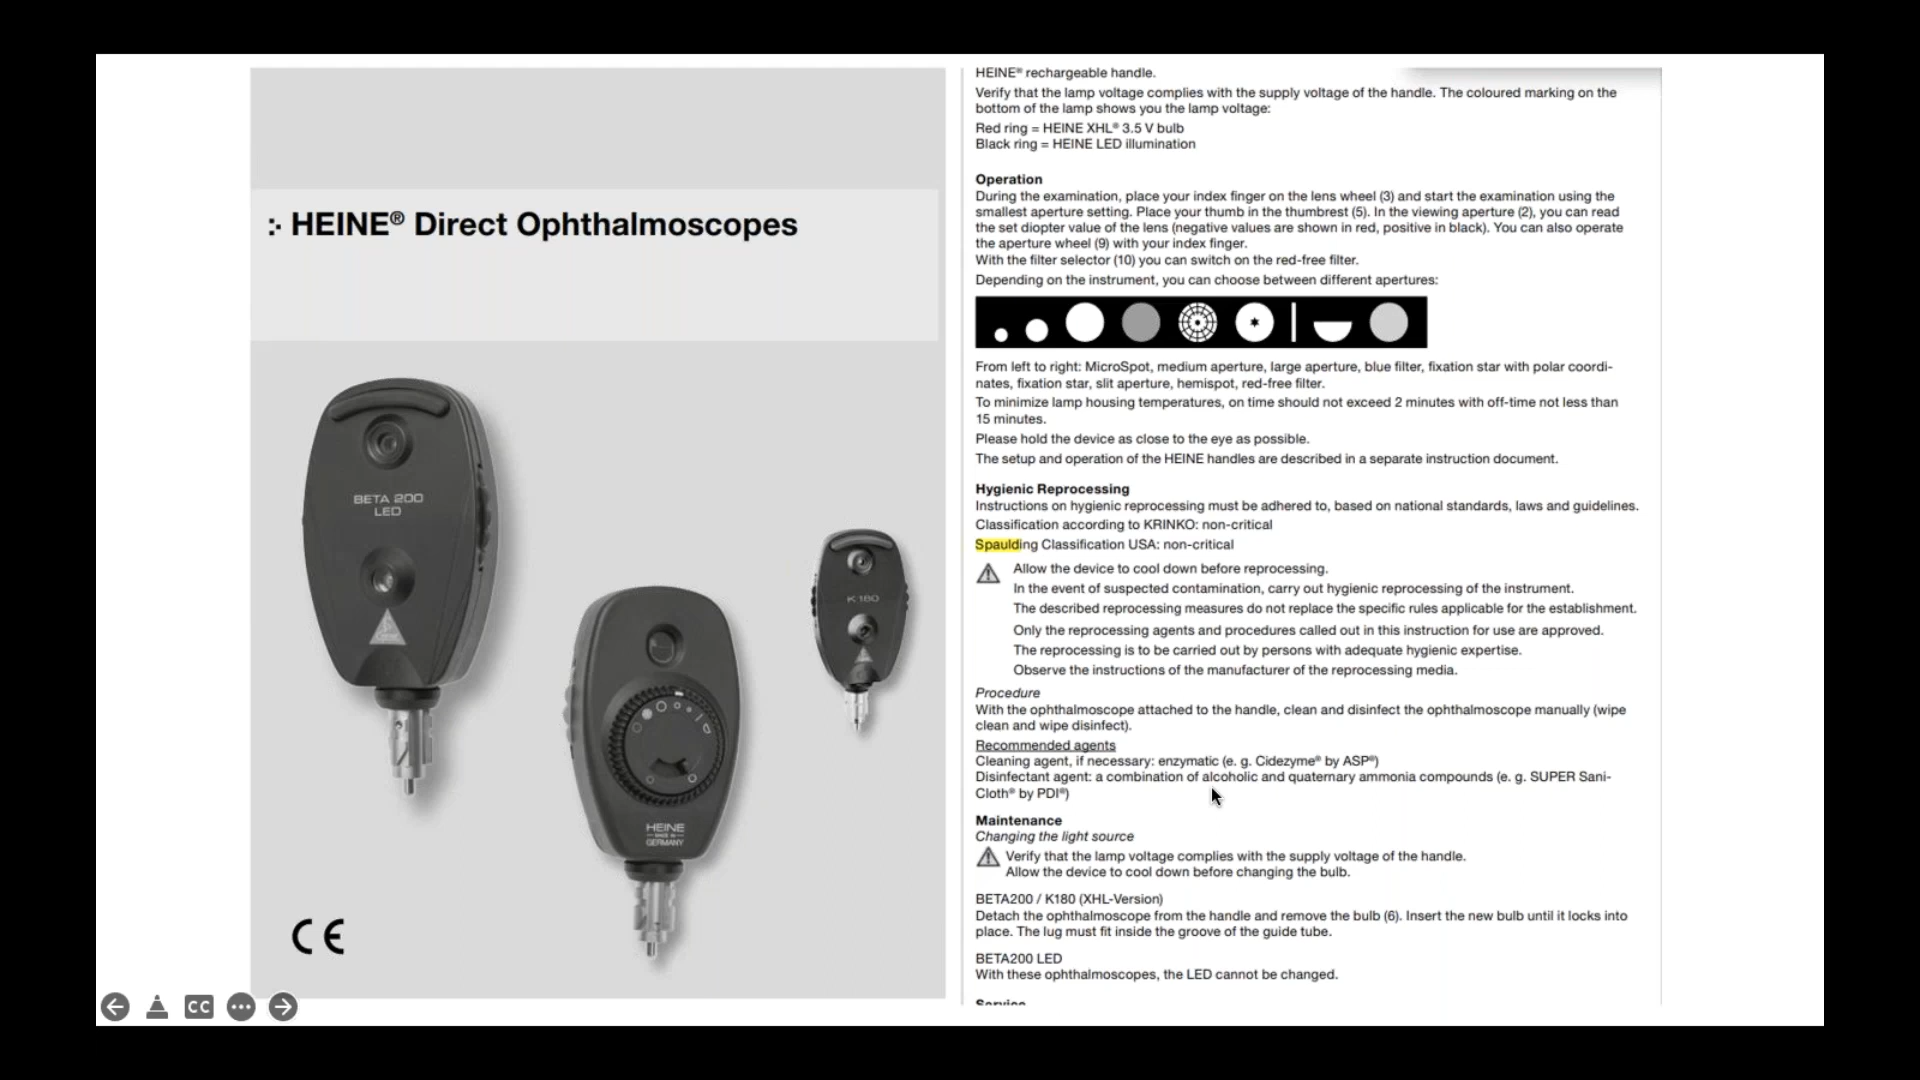 :· HEINE® Direct Ophthalmoscopes
BETA 200
LED
K 180
HEINE
MADE IN
GERMANY
CE
HEINE® rechargeable handle.
Verify that the lamp voltage complies with the supply voltage of the handle. The coloured marking on the
bottom of the lamp shows you the lamp voltage:
Red ring = HEINE XHL® 3.5 V bulb
Black ring = HEINE LED illumination
Operation
During the examination, place your index finger on the lens wheel (3) and start the examination using the
smallest aperture setting. Place your thumb in the thumbrest (5). In the viewing aperture (2), you can read
the set diopter value of the lens (negative values are shown in red, positive in black). You can also operate
the aperture wheel (9) with your index finger.
With the filter selector (10) you can switch on the red-free filter.
Depending on the instrument, you can choose between different apertures:
From left to right: MicroSpot, medium aperture, large aperture, blue filter, fixation star with polar coordi-
nates, fixation star, slit aperture, hemispot, red-free filter.
To minimize lamp housing temperatures, on time should not exceed 2 minutes with off-time not less than
15 minutes.
Please hold the device as close to the eye as possible.
The setup and operation of the HEINE handles are described in a separate instruction document.
Hygienic Reprocessing
Instructions on hygienic reprocessing must be adhered to, based on national standards, laws and guidelines.
Classification according to KRINKO: non-critical
Spaulding Classification USA: non-critical
Allow the device to cool down before reprocessing.
In the event of suspected contamination, carry out hygienic reprocessing of the instrument.
The described reprocessing measures do not replace the specific rules applicable for the establishment.
Only the reprocessing agents and procedures called out in this instruction for use are approved.
The reprocessing is to be carried out by persons with adequate hygienic expertise.
Observe the instructions of the manufacturer of the reprocessing media.
Procedure
With the ophthalmoscope attached to the handle, clean and disinfect the ophthalmoscope manually (wipe
clean and wipe disinfect).
Recommended agents
Cleaning agent, if necessary: enzymatic (e. g. Cidezyme® by ASP®)
Disinfectant agent: a combination of alcoholic and quaternary ammonia compounds (e. g. SUPER Sani-
Cloth® by PDI®)
Maintenance
Changing the light source
Verify that the lamp voltage complies with the supply voltage of the handle.
Allow the device to cool down before changing the bulb.
BETA200 / K180 (XHL-Version)
Detach the ophthalmoscope from the handle and remove the bulb (6). Insert the new bulb until it locks into
place. The lug must fit inside the groove of the guide tube.
BETA200 LED
With these ophthalmoscopes, the LED cannot be changed.
Service
CC